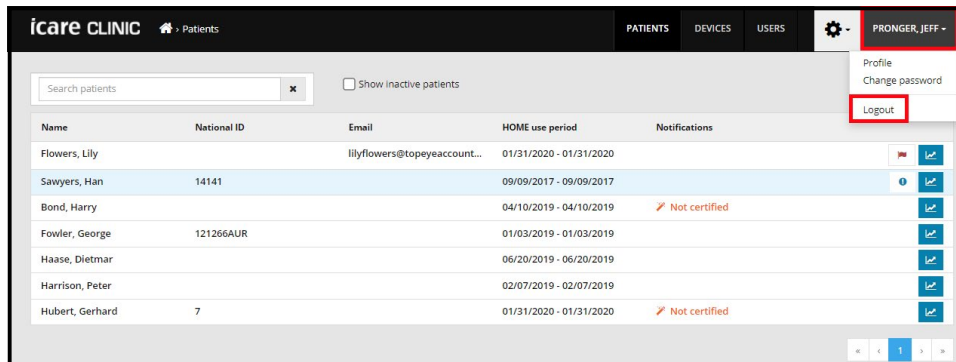 icare CLINIC > Patients PATIENTS DEVICES USERS PRONGER, JEFF
Profile
Change password
Logout
Search patients Show inactive patients
Name National ID Email HOME use period Notifications
Flowers, Lily lilyflowers@topeyeaccount... 01/31/2020 - 01/31/2020
Sawyers, Han 14141 09/09/2017 - 09/09/2017
Bond, Harry 04/10/2019 - 04/10/2019 Not certified
Fowler, George 121266AUR 01/03/2019 - 01/03/2019
Haase, Dietmar 06/20/2019 - 06/20/2019
Harrison, Peter 02/07/2019 - 02/07/2019
Hubert, Gerhard 7 01/31/2020 - 01/31/2020 Not certified
« ‹ 1 › »